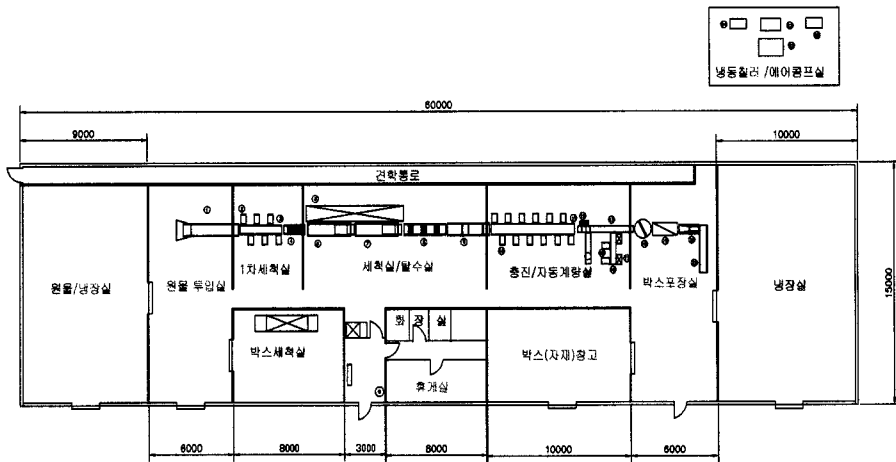 냉동칠러 /에어콤프실
60000
9000
10000
견학통로
15000
원물/냉장실
원물 투입실
1차세척실
세척실/탈수실
충진/자동계량실
박스포장실
냉장실
박스세척실
화 장 실
휴게실
박스(자재)창고
6000
8000
3000
8000
10000
6000